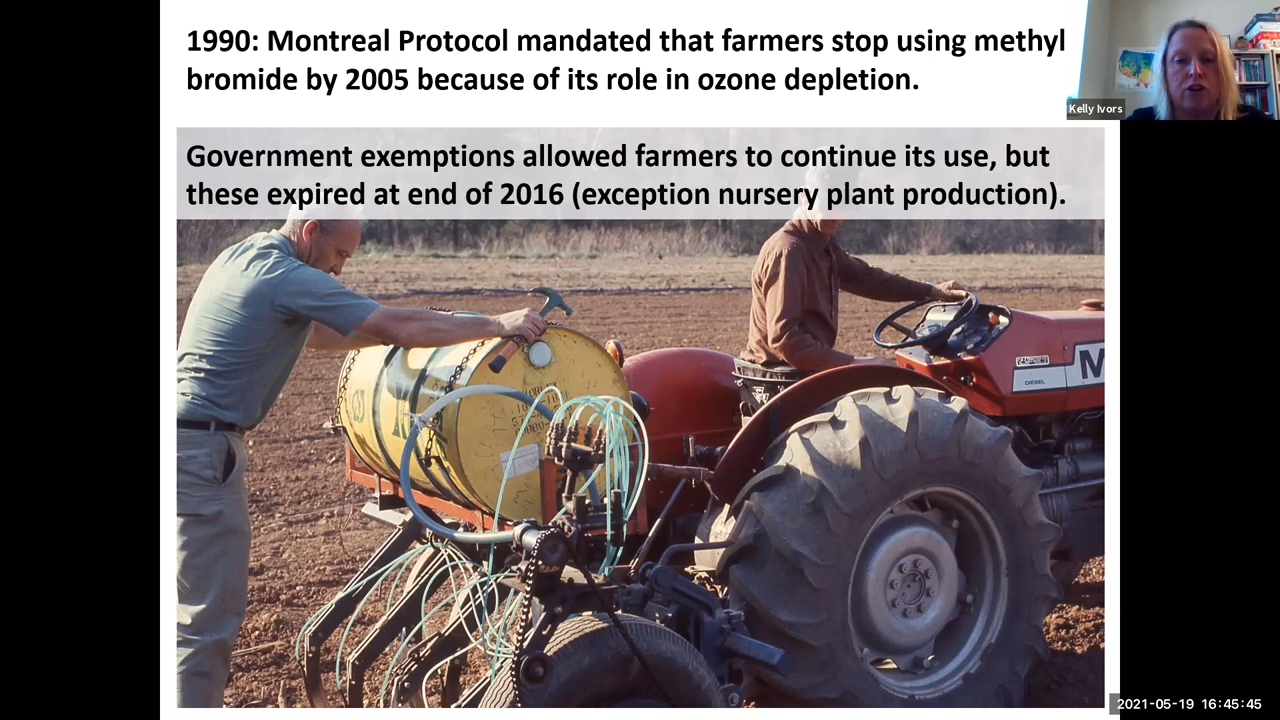 1990: Montreal Protocol mandated that farmers stop using methyl
bromide by 2005 because of its role in ozone depletion.
Kelly Ivors
Government exemptions allowed farmers to continue its use, but
these expired at end of 2016 (exception nursery plant production).
DIESEL
M
2021-05-19 16:45:45